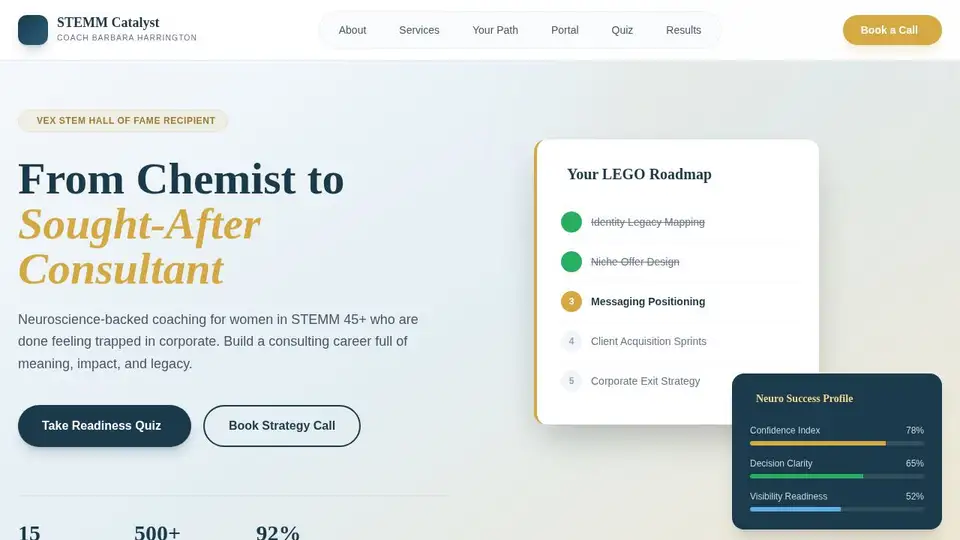 STEMM Catalyst
COACH BARBARA HARRINGTON
About
Services
Your Path
Portal
Quiz
Results
Book a Call
VEX STEM HALL OF FAME RECIPIENT
From Chemist to
Sought-After
Consultant
Neuroscience-backed coaching for women in STEMM 45+ who are
done feeling trapped in corporate. Build a consulting career full of
meaning, impact, and legacy.
Take Readiness Quiz
Book Strategy Call
15
500+
92%
Your LEGO Roadmap
Identity Legacy Mapping
Niche Offer Design
3 Messaging Positioning
4 Client Acquisition Sprints
5 Corporate Exit Strategy
Neuro Success Profile
Confidence Index 78%
Decision Clarity 65%
Visibility Readiness 52%